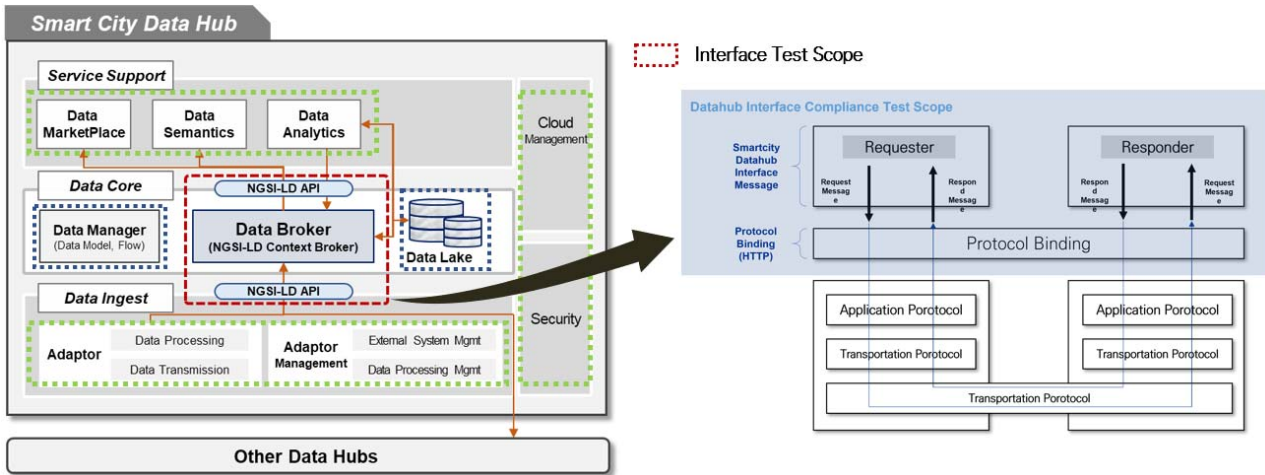 Smart City Data Hub
Service Support
Data
MarketPlace
Data
Semantics
Data
Analytics
Cloud
Management
Data Core
NGSI-LD API
Data Manager
(Data Model, Flow)
Data Broker
(NGSI-LD Context Broker)
Data Lake
NGSI-LD API
Data Ingest
Security
Adaptor
Data Processing
Data Transmission
Adaptor
Management
External System Mgmt
Data Processing Mgmt
Other Data Hubs
Interface Test Scope
Datahub Interface Compliance Test Scope
Smartcity
Datahub
Interface
Message
Requester
Request
Messag
e
Respon
d
Messag
e
Responder
Respon
d
Messag
e
Request
Messag
e
Protocol
Binding
(HTTP)
Protocol Binding
Application Porotocol
Transportation Porotocol
Application Porotocol
Transportation Porotocol
Transportation Porotocol